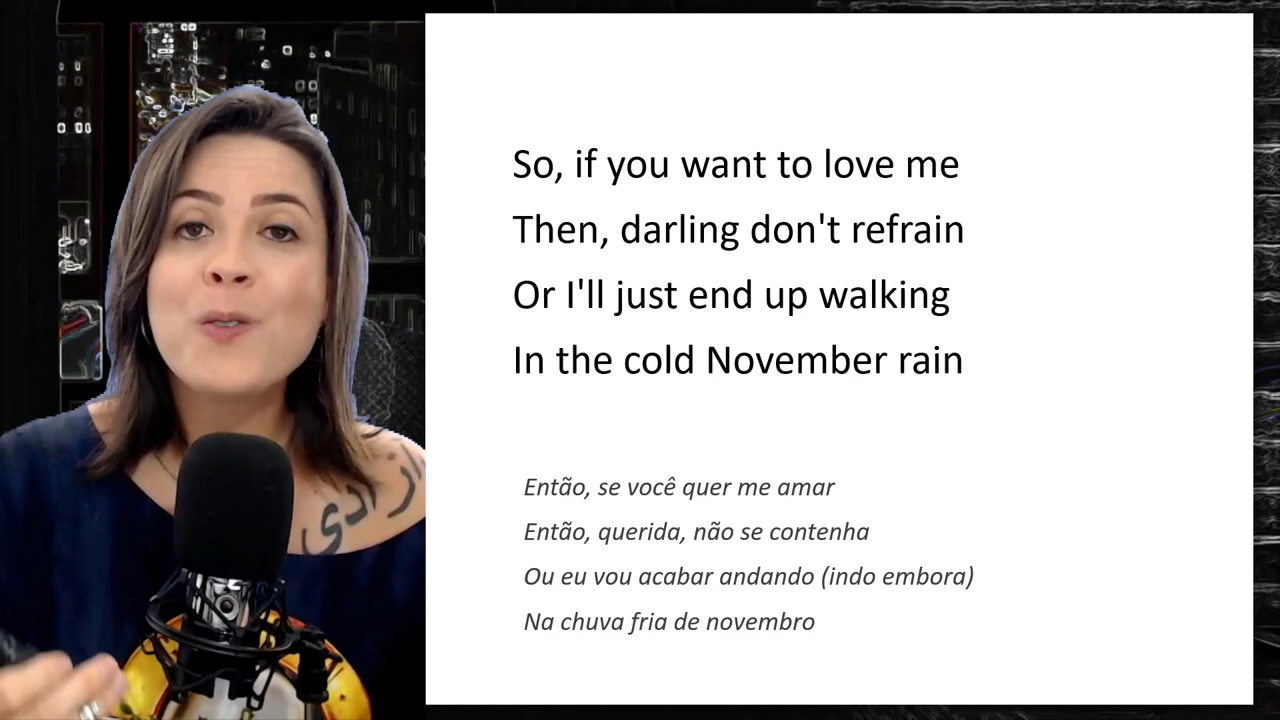 So, if you want to love me
Then, darling don't refrain
Or I'll just end up walking
In the cold November rain
Então, se você quer me amar
Então, querida, não se contenha
Ou eu vou acabar andando (indo embora)
Na chuva fria de novembro
آزادی